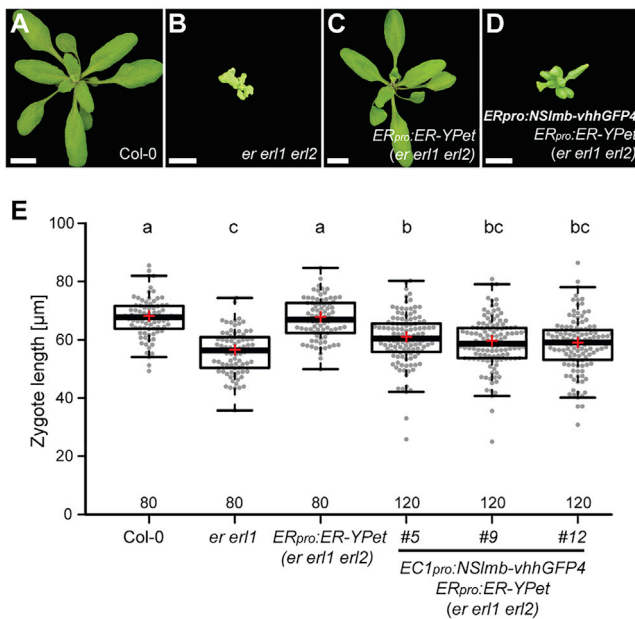 A
B
C
D
Col-0
er erl1 erl2
ERpro:ER-YPet
(er erl1 erl2)
ERpro:NSlmb-vhhGFP4
ERpro:ER-YPet
(er erl1 erl2)
E
Zygote length [µm]
100
80
60
40
20
0
a
c
a
b
bc
bc
80
80
80
120
120
120
Col-0
er erl1
ERpro:ER-YPet
(er erl1 erl2)
#5
#9
#12
EC1pro:NSlmb-vhhGFP4
ERpro:ER-YPet
(er erl1 erl2)